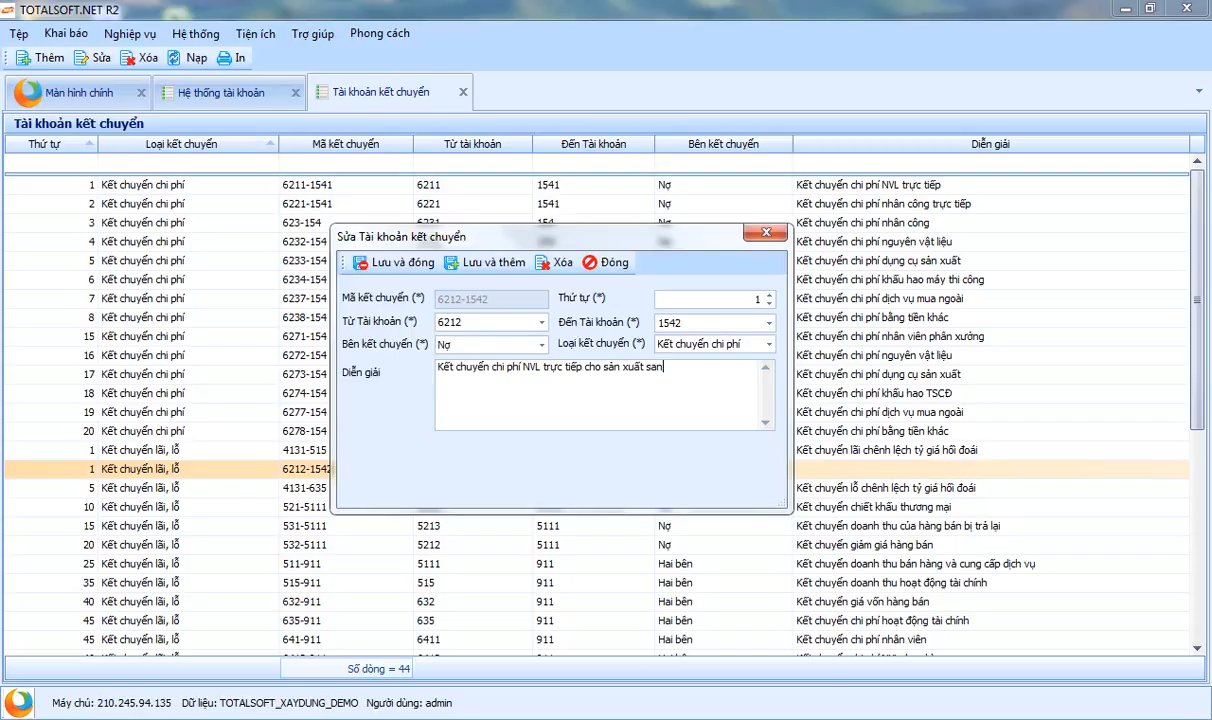 TOTALSOFT.NET R2
Tệp Khai báo Nghiệp vụ Hệ thống Tiện ích Trợ giúp Phong cách
Thêm Sửa Xóa Nạp In
Màn hình chính Hệ thống tài khoản Tài khoản kết chuyển
Tài khoản kết chuyển
Thứ tự Loại kết chuyển Mã kết chuyển Từ tài khoản Đến Tài khoản Bên kết chuyển Diễn giải
1 Kết chuyển chi phí 6211-1541 6211 1541 Nợ Kết chuyển chi phí NVL trực tiếp
2 Kết chuyển chi phí 6221-1541 6221 1541 Nợ Kết chuyển chi phí nhân công trực tiếp
3 Kết chuyển chi phí 623-154 6231 154 Nợ Kết chuyển chi phí nhân công
4 Kết chuyển chi phí 6232-154 Kết chuyển chi phí nguyên vật liệu
5 Kết chuyển chi phí 6233-154 Kết chuyển chi phí dụng cụ sản xuất
6 Kết chuyển chi phí 6234-154 Kết chuyển chi phí khấu hao máy thi công
7 Kết chuyển chi phí 6237-154 Kết chuyển chi phí dịch vụ mua ngoài
8 Kết chuyển chi phí 6238-154 Kết chuyển chi phí bằng tiền khác
15 Kết chuyển chi phí 6271-154 Kết chuyển chi phí nhân viên phân xưởng
16 Kết chuyển chi phí 6272-154 Kết chuyển chi phí nguyên vật liệu
17 Kết chuyển chi phí 6273-154 Kết chuyển chi phí dụng cụ sản xuất
18 Kết chuyển chi phí 6274-154 Kết chuyển chi phí khấu hao TSCĐ
19 Kết chuyển chi phí 6277-154 Kết chuyển chi phí dịch vụ mua ngoài
20 Kết chuyển chi phí 6278-154 Kết chuyển chi phí bằng tiền khác
1 Kết chuyển lãi, lỗ 4131-515 Kết chuyển lãi chênh lệch tỷ giá hối đoái
1 Kết chuyển lãi, lỗ 6212-1542
5 Kết chuyển lãi, lỗ 4131-635 Kết chuyển lỗ chênh lệch tỷ giá hối đoái
10 Kết chuyển lãi, lỗ 521-5111 Kết chuyển chiết khấu thương mại
15 Kết chuyển lãi, lỗ 531-5111 5213 5111 Nợ Kết chuyển doanh thu của hàng bán bị trả lại
20 Kết chuyển lãi, lỗ 532-5111 5212 5111 Nợ Kết chuyển giảm giá hàng bán
25 Kết chuyển lãi, lỗ 511-911 5111 911 Hai bên Kết chuyển doanh thu bán hàng và cung cấp dịch vụ
35 Kết chuyển lãi, lỗ 515-911 515 911 Hai bên Kết chuyển doanh thu hoạt động tài chính
40 Kết chuyển lãi, lỗ 632-911 632 911 Hai bên Kết chuyển giá vốn hàng bán
45 Kết chuyển lãi, lỗ 635-911 635 911 Hai bên Kết chuyển chi phí hoạt động tài chính
45 Kết chuyển lãi, lỗ 641-911 6411 911 Hai bên Kết chuyển chi phí nhân viên
Số dòng = 44
Máy chủ: 210.245.94.135 Dữ liệu: TOTALSOFT_XAYDUNG_DEMO Người dùng: admin
Sửa Tài khoản kết chuyển
Lưu và đóng Lưu và thêm Xóa Đóng
Mã kết chuyển (*) 6212-1542 Thứ tự (*) 1
Từ Tài khoản (*) 6212 Đến Tài khoản (*) 1542
Bên kết chuyển (*) Nợ Loại kết chuyển (*) Kết chuyển chi phí
Diễn giải Kết chuyển chi phí NVL trực tiếp cho sản xuất san